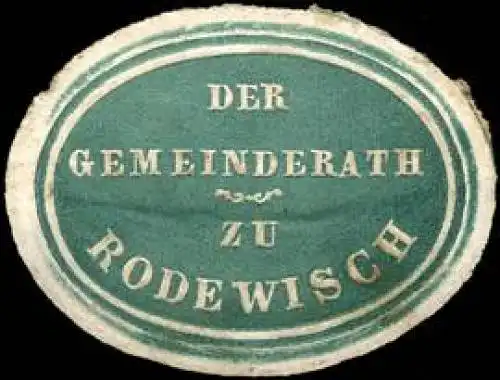 DER
GEMEINDERATH
ZU
RODEWISCH